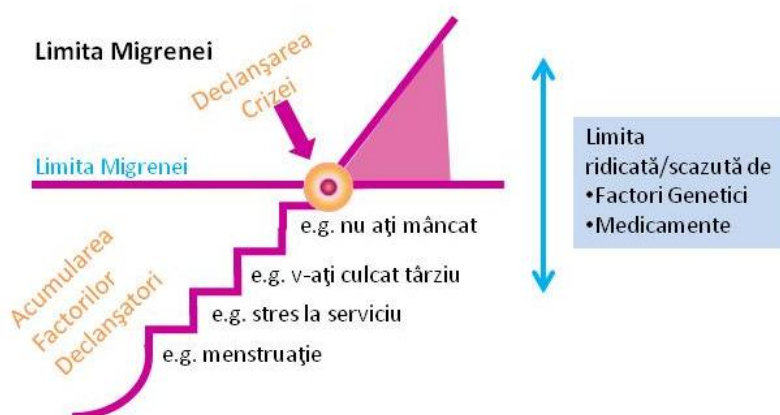 Limita Migrenei
Declanşarea
Crizei
Limita Migrenei
Limita
ridicată/scazută de
•Factori Genetici
•Medicamente
e.g. nu aţi mâncat
e.g. v-aţi culcat târziu
e.g. stres la serviciu
e.g. menstruaţie
Acumularea
Factorilor
Declanşatori